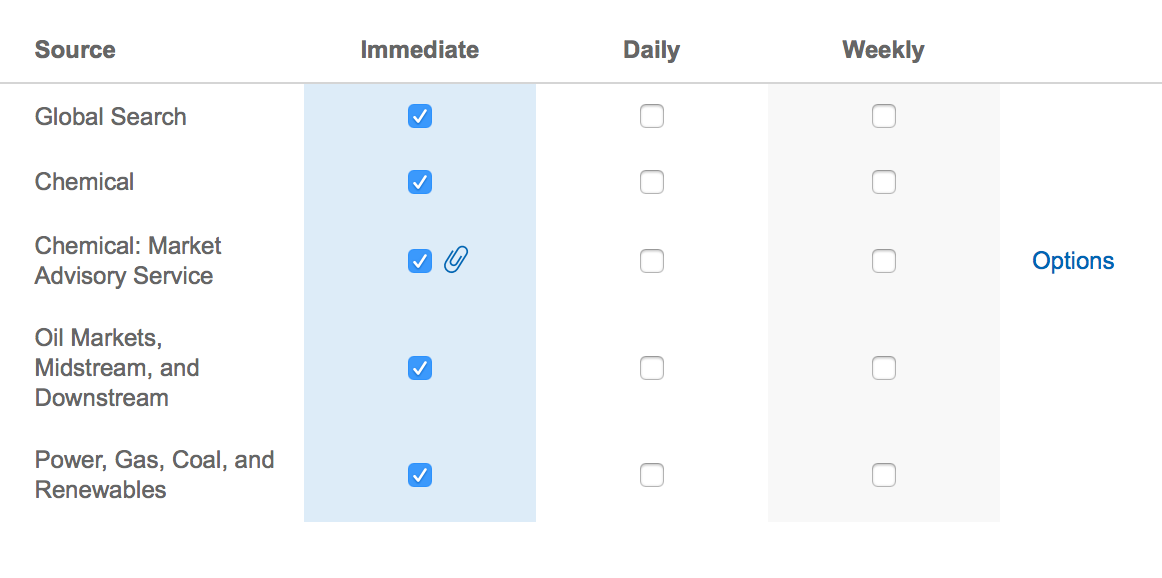 Source Immediate Daily Weekly
Global Search
Chemical
Chemical: Market
Advisory Service
Options
Oil Markets,
Midstream, and
Downstream
Power, Gas, Coal, and
Renewables